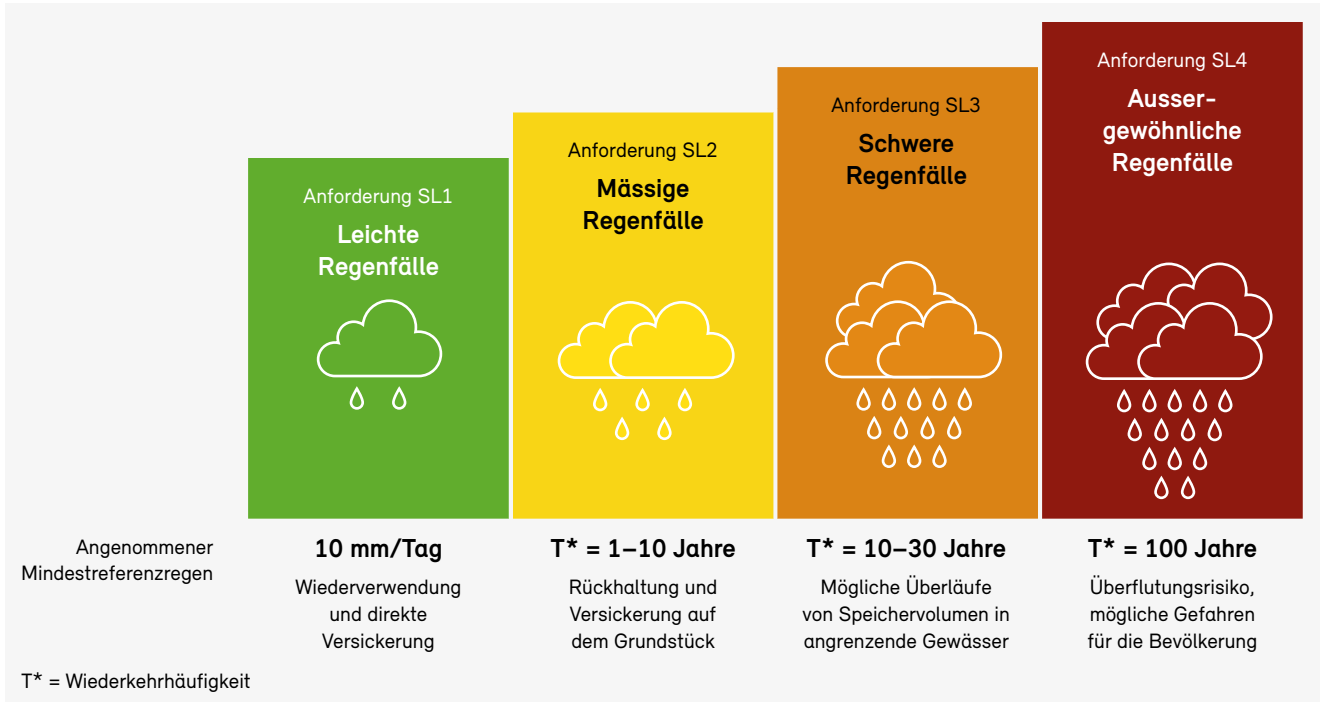 Anforderung SL1
Leichte
Regenfälle
Anforderung SL2
Mässige
Regenfälle
Anforderung SL3
Schwere
Regenfälle
Anforderung SL4
Ausser-
gewöhnliche
Regenfälle
Angenommener
Mindestreferenzregen
10 mm/Tag
Wiederverwendung
und direkte
Versickerung
T* = 1–10 Jahre
Rückhaltung und
Versickerung auf
dem Grundstück
T* = 10–30 Jahre
Mögliche Überläufe
von Speichervolumen in
angrenzende Gewässer
T* = 100 Jahre
Überflutungsrisiko,
mögliche Gefahren
für die Bevölkerung
T* = Wiederkehrhäufigkeit